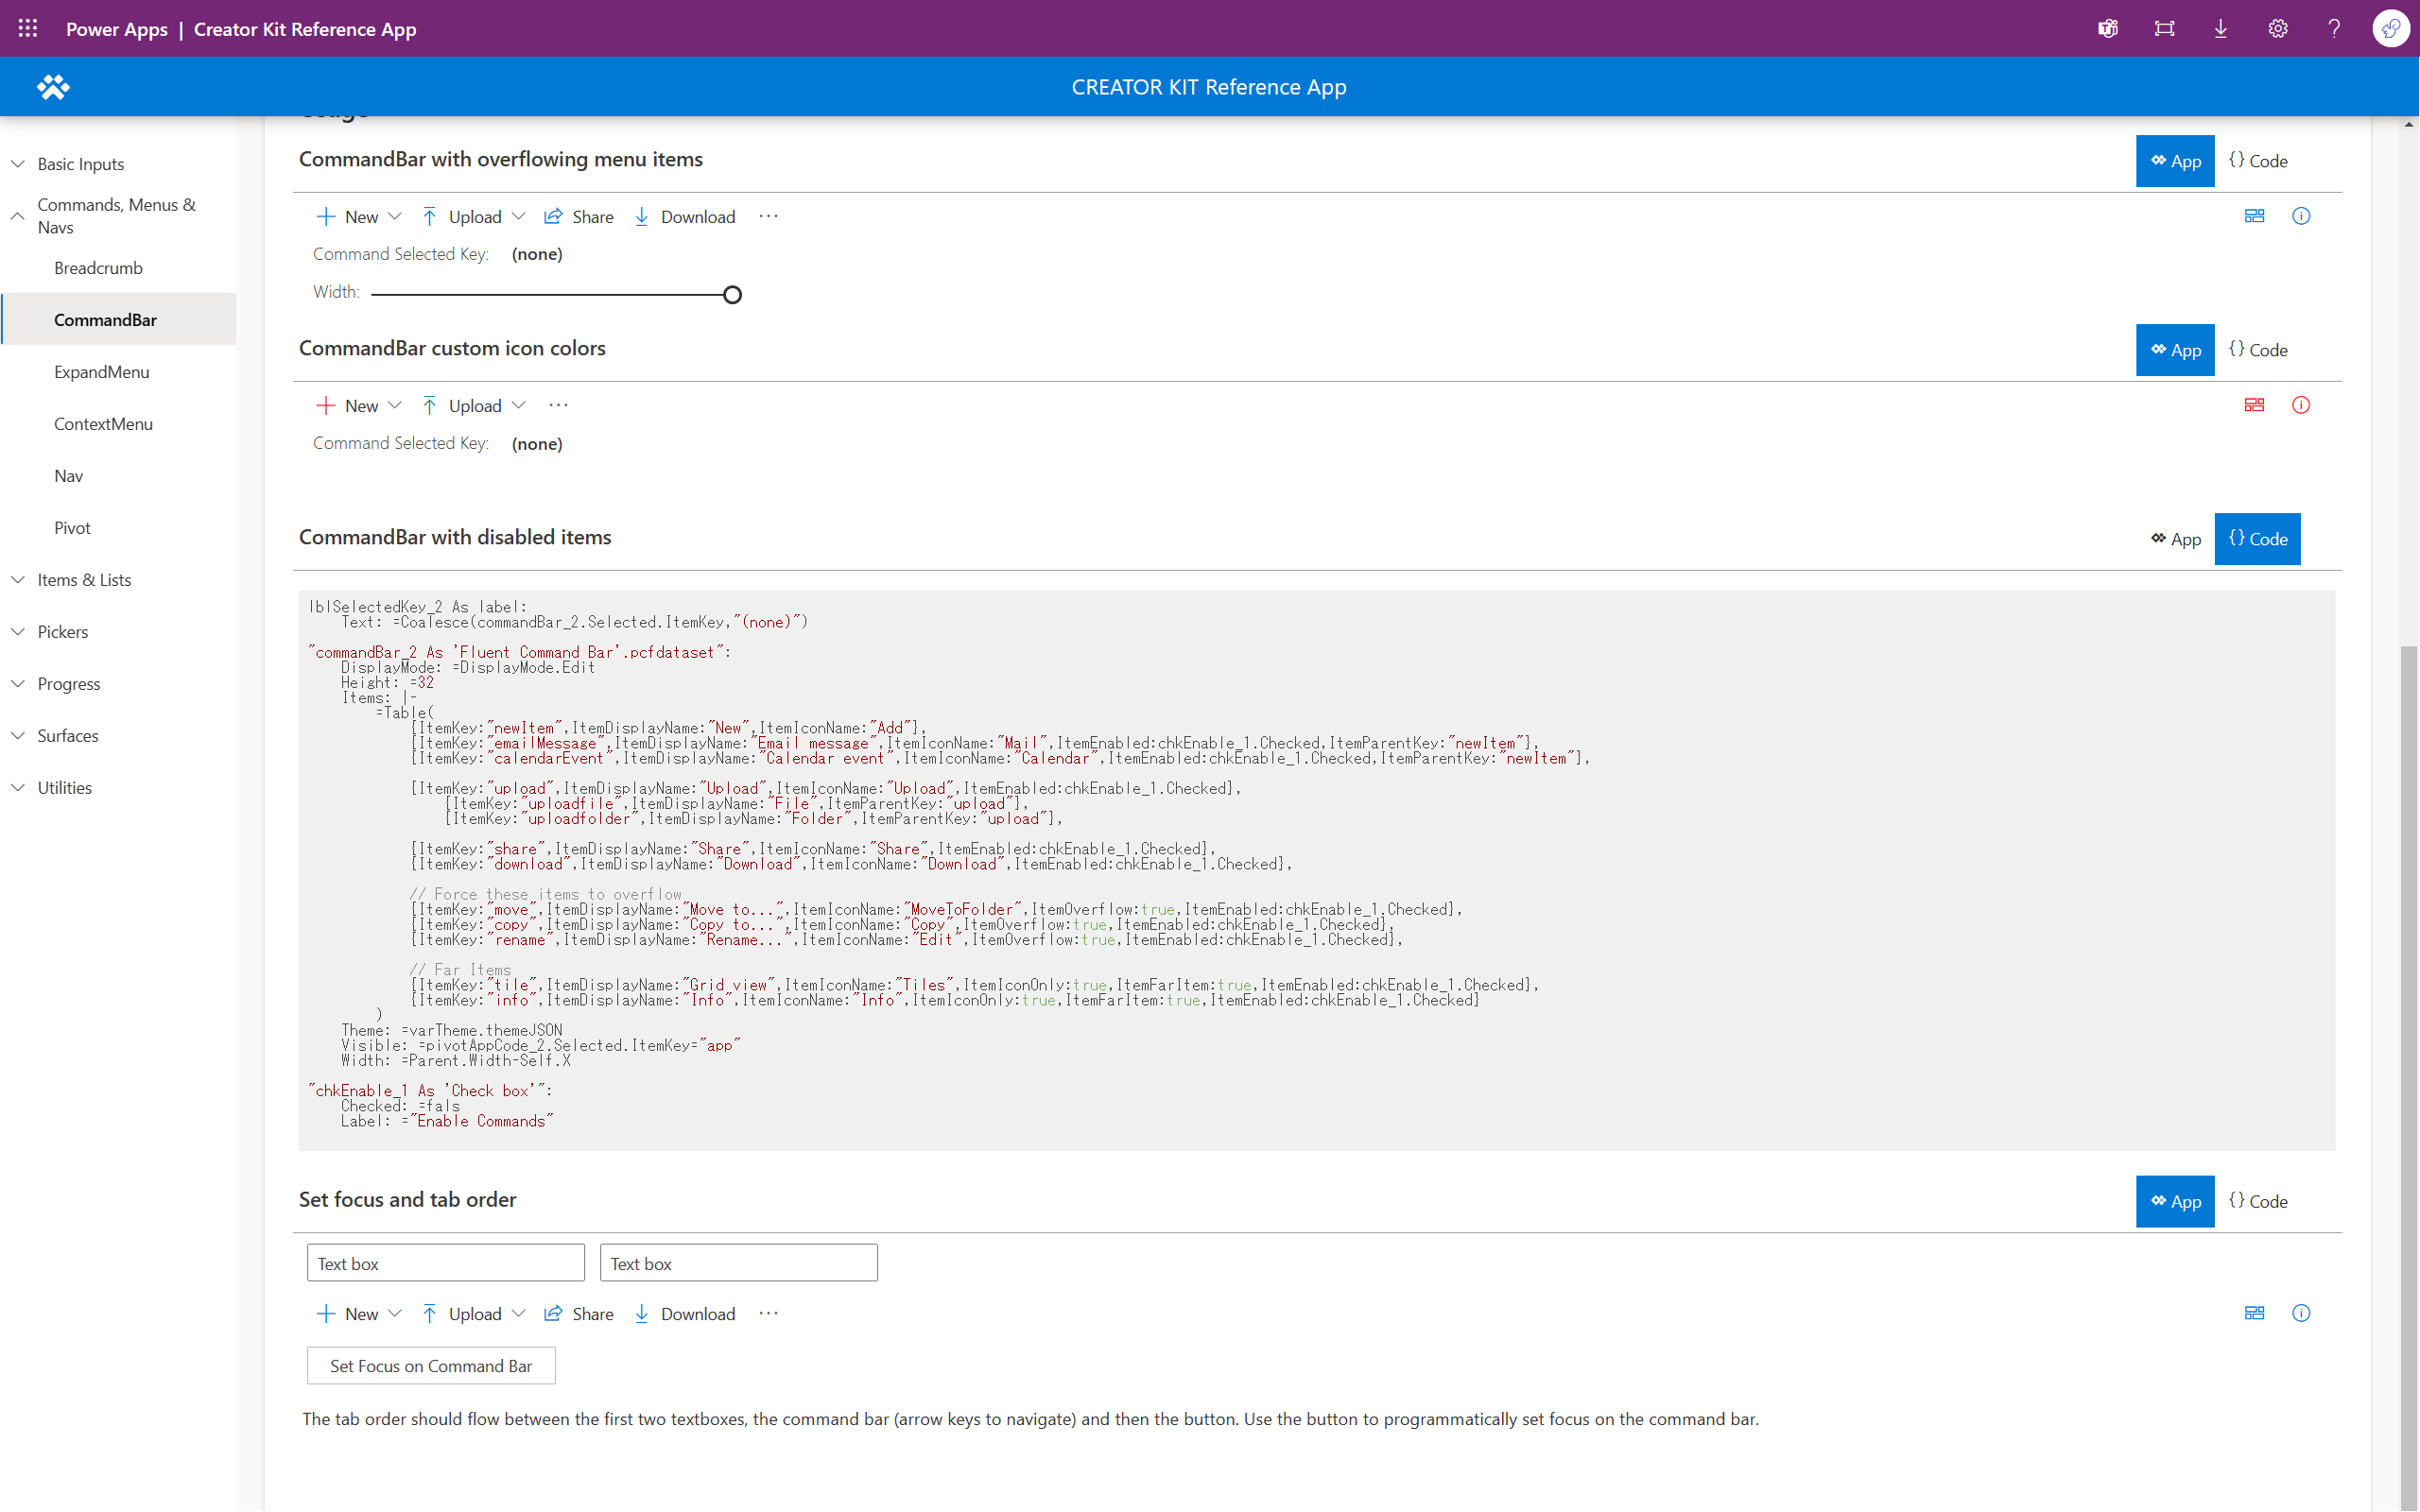 Power Apps | Creator Kit Reference App
CREATOR KIT Reference App
Basic Inputs
Commands, Menus &
Navs
Breadcrumb
CommandBar
ExpandMenu
ContextMenu
Nav
Pivot
Items & Lists
Pickers
Progress
Surfaces
Utilities
CommandBar with overflowing menu items
App
{} Code
New
Upload
Share
Download
Command Selected Key: (none)
Width:
CommandBar custom icon colors
App
{} Code
New
Upload
Command Selected Key: (none)
CommandBar with disabled items
App
{} Code
lblSelectedKey_2 As label:
    Text: =Coalesce(commandBar_2.Selected.ItemKey,"(none)")
"commandBar_2 As 'Fluent Command Bar'.pcfdataset":
    DisplayMode: =DisplayMode.Edit
    Height: =32
    Items: |-
        =Table(
            {ItemKey:"newItem",ItemDisplayName:"New",ItemIconName:"Add"},
            {ItemKey:"emailMessage",ItemDisplayName:"Email message",ItemIconName:"Mail",ItemEnabled:chkEnable_1.Checked,ItemParentKey:"newItem"},
            {ItemKey:"calendarEvent",ItemDisplayName:"Calendar event",ItemIconName:"Calendar",ItemEnabled:chkEnable_1.Checked,ItemParentKey:"newItem"},
            {ItemKey:"upload",ItemDisplayName:"Upload",ItemIconName:"Upload",ItemEnabled:chkEnable_1.Checked},
                {ItemKey:"uploadfile",ItemDisplayName:"File",ItemParentKey:"upload"},
                {ItemKey:"uploadfolder",ItemDisplayName:"Folder",ItemParentKey:"upload"},
            {ItemKey:"share",ItemDisplayName:"Share",ItemIconName:"Share",ItemEnabled:chkEnable_1.Checked},
            {ItemKey:"download",ItemDisplayName:"Download",ItemIconName:"Download",ItemEnabled:chkEnable_1.Checked},
            // Force these items to overflow
            {ItemKey:"move",ItemDisplayName:"Move to...",ItemIconName:"MoveToFolder",ItemOverflow:true,ItemEnabled:chkEnable_1.Checked},
            {ItemKey:"copy",ItemDisplayName:"Copy to...",ItemIconName:"Copy",ItemOverflow:true,ItemEnabled:chkEnable_1.Checked},
            {ItemKey:"rename",ItemDisplayName:"Rename...",ItemIconName:"Edit",ItemOverflow:true,ItemEnabled:chkEnable_1.Checked},
            // Far Items
            {ItemKey:"tile",ItemDisplayName:"Grid view",ItemIconName:"Tiles",ItemIconOnly:true,ItemFarItem:true,ItemEnabled:chkEnable_1.Checked},
            {ItemKey:"info",ItemDisplayName:"Info",ItemIconName:"Info",ItemIconOnly:true,ItemFarItem:true,ItemEnabled:chkEnable_1.Checked}
        )
    Theme: =varTheme.themeJSON
    Visible: =pivotAppCode_2.Selected.ItemKey="app"
    Width: =Parent.Width-Self.X
"chkEnable_1 As 'Check box'":
    Checked: =fals
    Label: ="Enable Commands"
Set focus and tab order
App
{} Code
Text box
Text box
New
Upload
Share
Download
Set Focus on Command Bar
The tab order should flow between the first two textboxes, the command bar (arrow keys to navigate) and then the button. Use the button to programmatically set focus on the command bar.